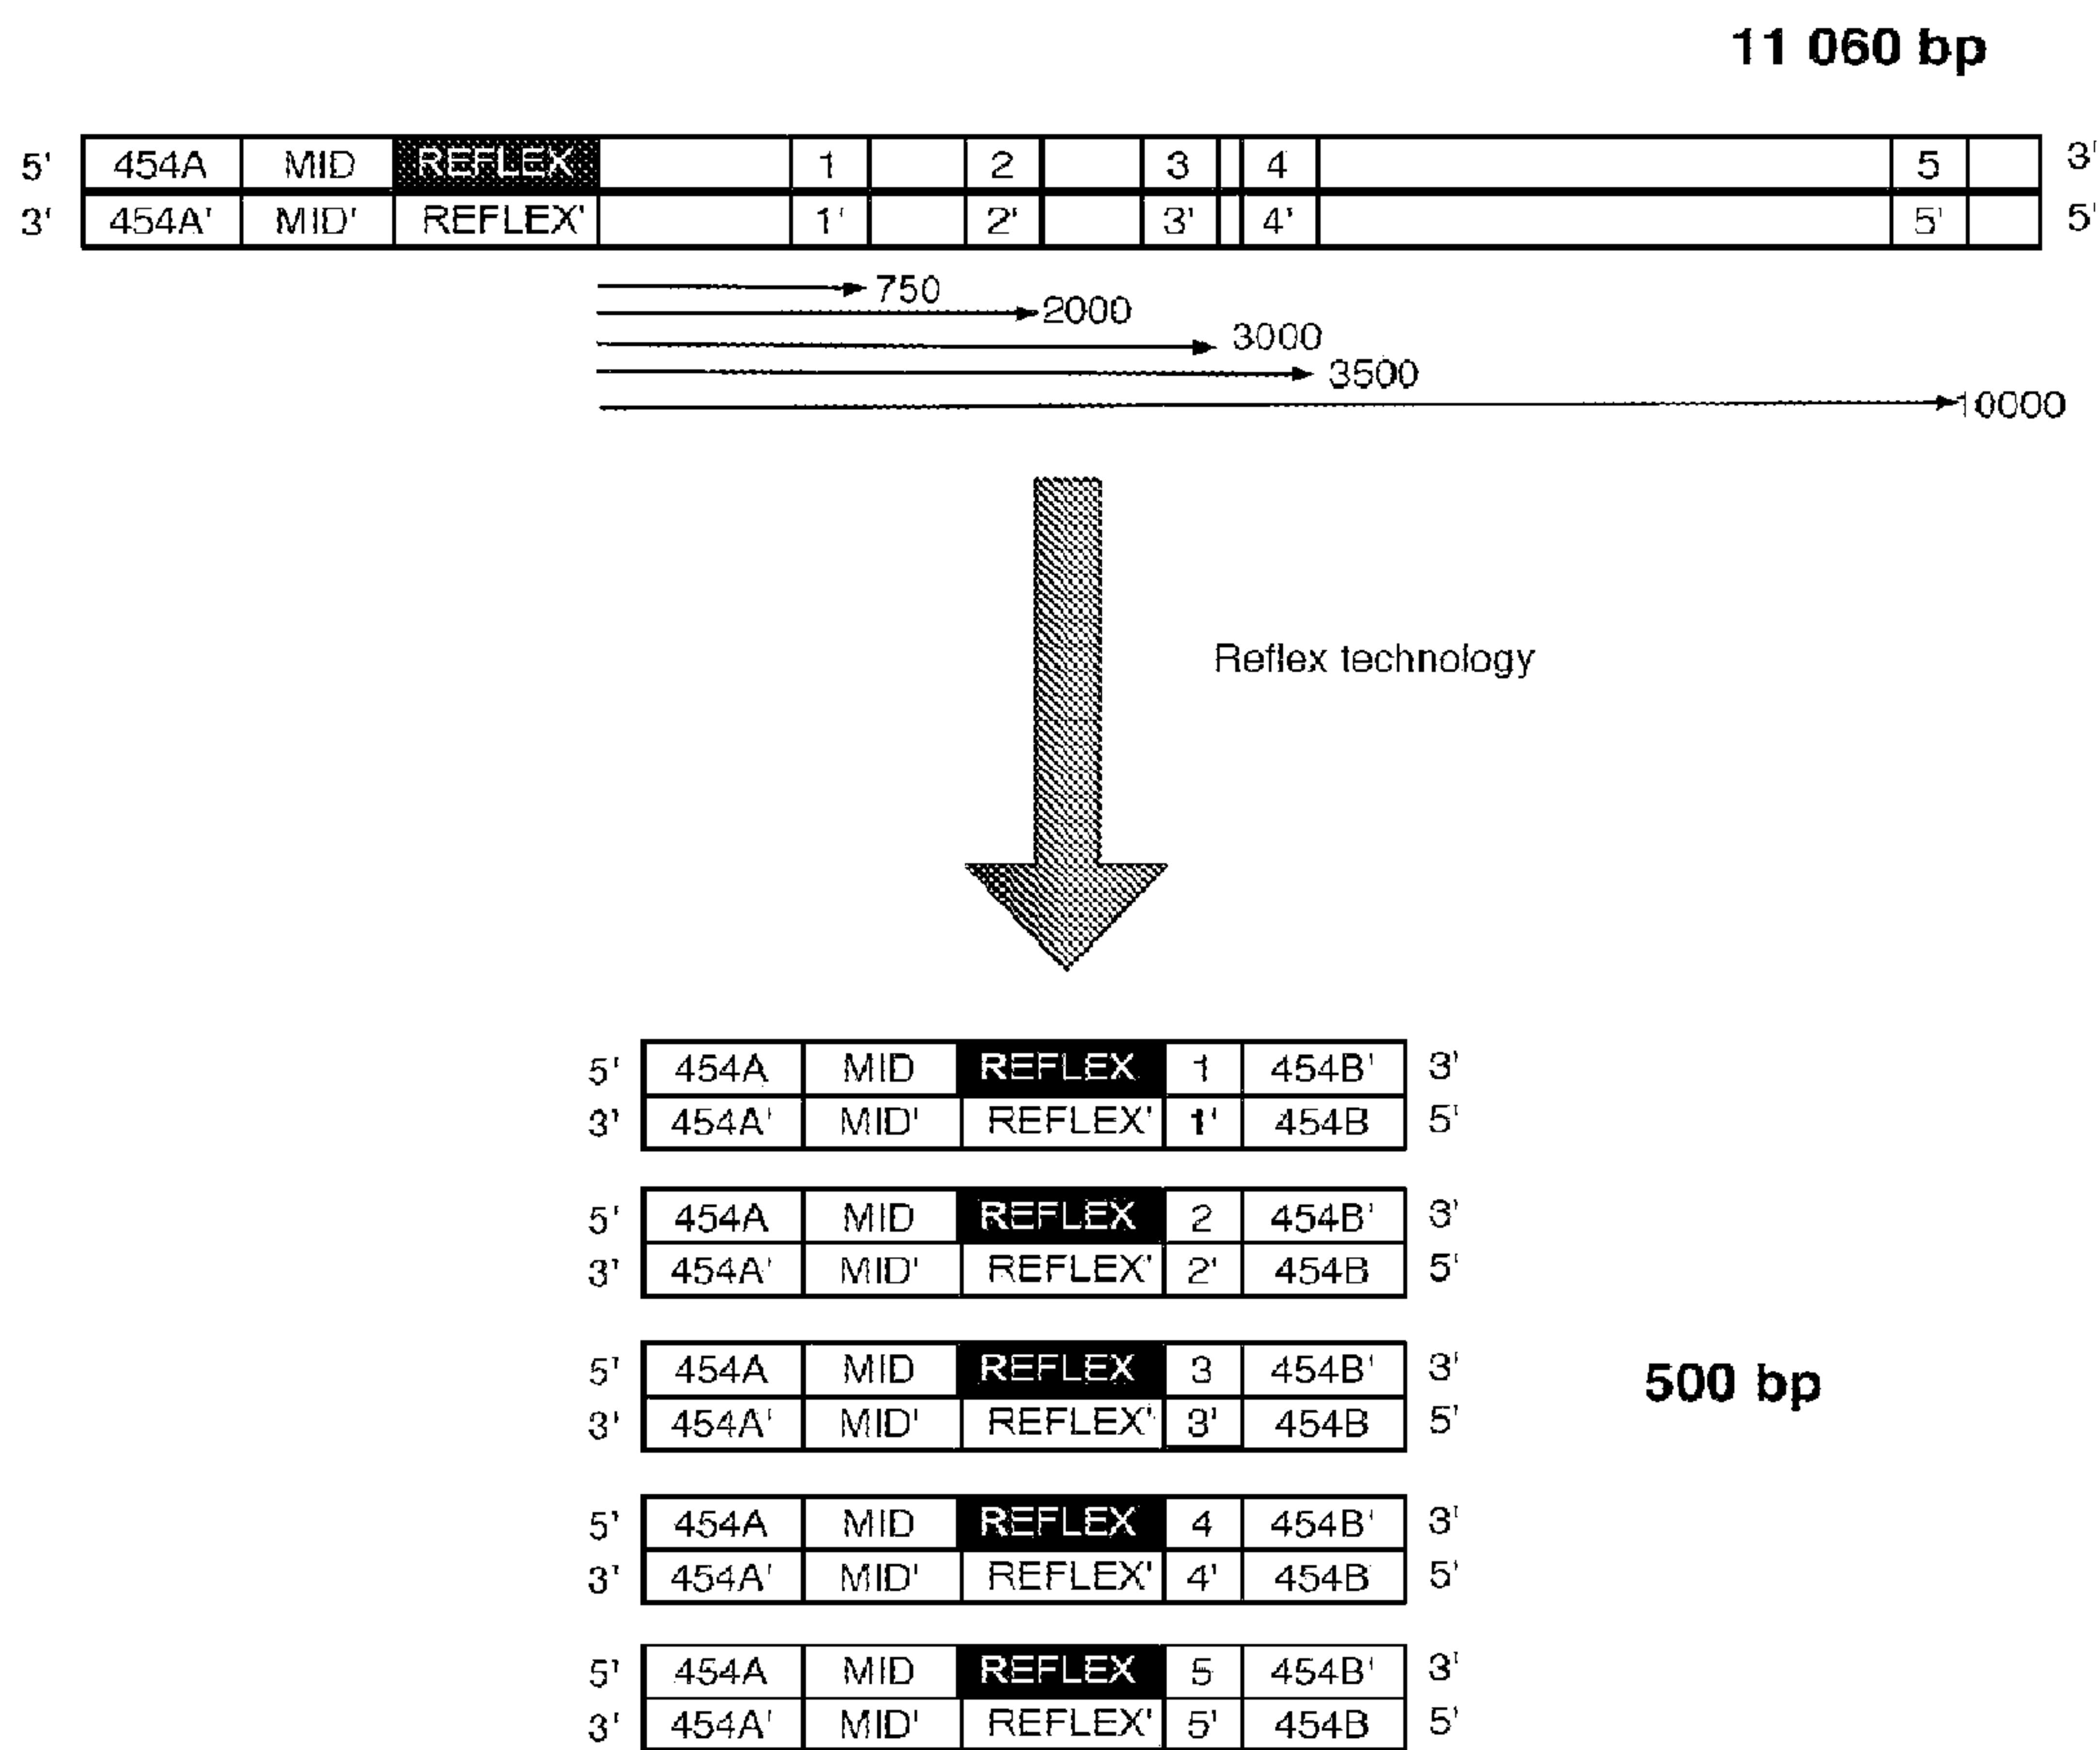 11 060 bp
5' 454A MID REFLEX 1 2 3 4 5 3'
3' 454A' MID' REFLEX' 1' 2' 3' 4' 5' 5'
750
2000
3000
3500
10000
Reflex technology
5' 454A MID REFLEX 1 454B' 3'
3' 454A' MID' REFLEX' 1' 454B 5'
5' 454A MID REFLEX 2 454B' 3'
3' 454A' MID' REFLEX' 2' 454B 5'
5' 454A MID REFLEX 3 454B' 3'
500 bp
3' 454A' MID' REFLEX' 3' 454B 5'
5' 454A MID REFLEX 4 454B' 3'
3' 454A' MID' REFLEX' 4' 454B 5'
5' 454A MID REFLEX 5 454B' 3'
3' 454A' MID' REFLEX' 5' 454B 5'